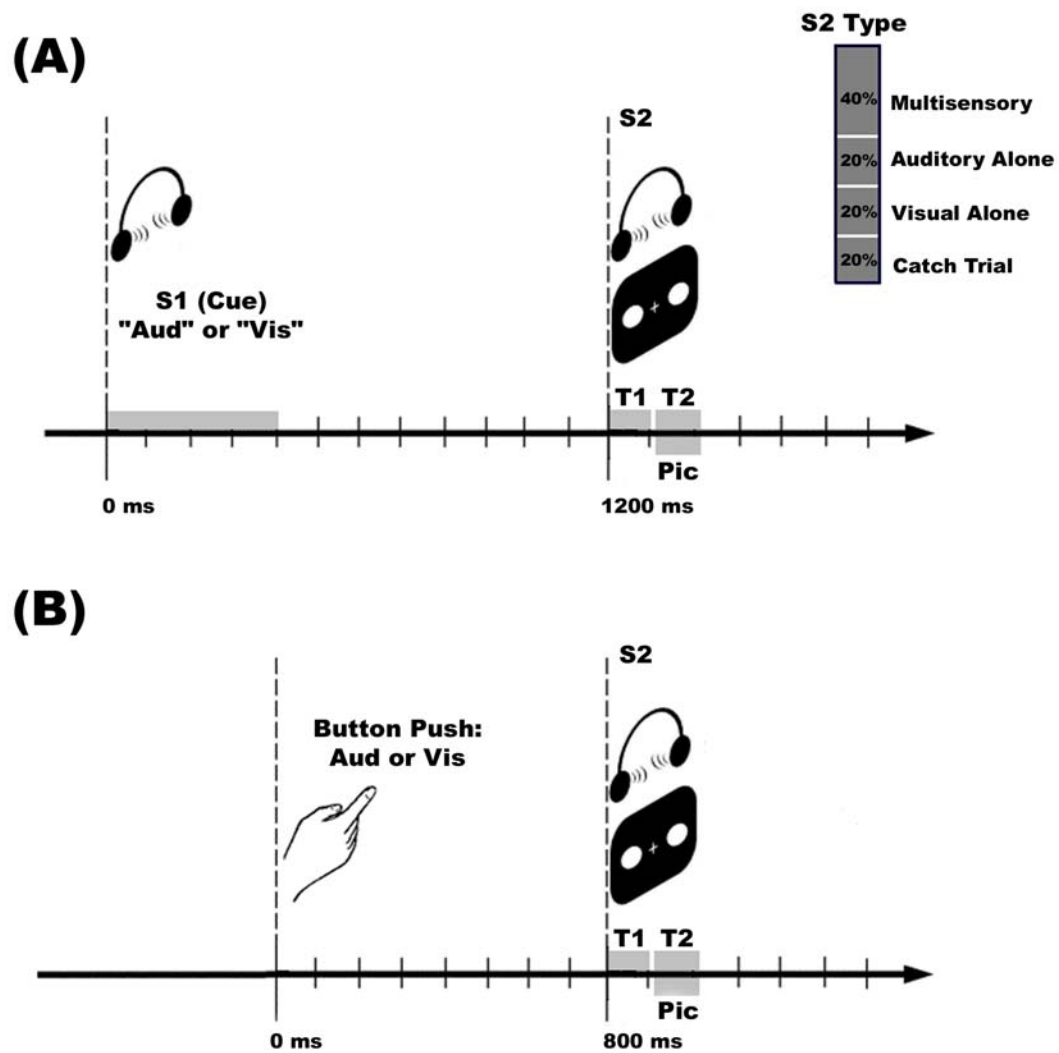 (A)
S2 Type
40% Multisensory
20% Auditory Alone
20% Visual Alone
20% Catch Trial
S2
S1 (Cue)
"Aud" or "Vis"
T1 T2
Pic
0 ms
1200 ms
(B)
S2
Button Push:
Aud or Vis
T1 T2
Pic
0 ms
800 ms